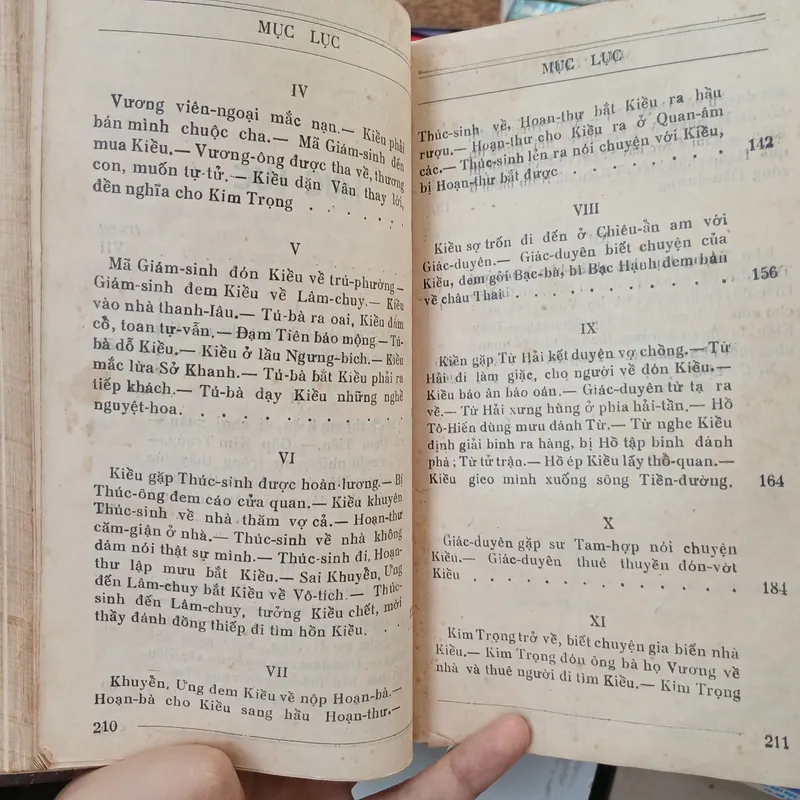 MỤC LỤC
IV
Vương viên-ngoại mắc nạn.— Kiều phải
bán mình chuộc cha.— Mã Giám-sinh đến
mua Kiều.— Vương-ông được tha về, thương
con, muốn tự-tử.— Kiều dặn Vân thay lời,
đền nghĩa cho Kim Trọng . . . . . .
V
Mã Giám-sinh đón Kiều về trú-phường—
Giám-sinh đem Kiều về Lâm-chuy.— Kiều
vào nhà thanh-lâu.— Tú-bà ra oai, Kiều đâm
cổ, toan tự-vẫn.— Đạm Tiên báo mộng — Tú-
bà dỗ Kiều.— Kiều ở lầu Ngưng-bich.— Kiều
mắc lừa Sở Khanh.— Tú-bà bắt Kiều phải ra
tiếp khách.— Tú-bà dạy Kiều những nghề
nguyệt-hoa. . . . . . . . . . .
VI
Kiều gặp Thúc-sinh được hoàn-lương.— Bị
Thúc-ông đem cáo cửa quan.— Kiều khuyên
Thúc-sinh về nhà thăm vợ cả.— Hoạn-thư
căm-giận ở nhà.— Thúc-sinh về nhà không
dám nói thật sự mình.— Thúc-sinh đi, Hoạn-
thư lập mưu bắt Kiều.— Sai Khuyển, Ưng
đến Lâm-chuy bắt Kiều về Vô-tích.— Thúc-
sinh đến Lâm-chuy, tưởng Kiều chết, mời
thầy đánh đồng thiếp đi tìm hồn Kiều. . .
VII
Khuyển, Ưng đem Kiều về nộp Hoạn-bà.—
Hoạn-bà cho Kiều sang hầu Hoạn-thư.—
210
MỤC LỤC
Thúc-sinh về, Hoạn-thư bắt Kiều ra hầu
rượu.— Hoạn-thư cho Kiều ra ở Quan-âm
các.— Thúc-sinh lẻn ra nói chuyện với Kiều,
bị Hoạn-thư bắt được . . . . . . . 142
VIII
Kiều sợ trốn đi đến ở Chiêu-ẩn am với
Giác-duyên.— Giác-duyên biết chuyện của
Kiều, đem gởi Bạc-bà, bị Bạc Hạnh đem bán
về châu Thai . . . . . . . . . 156
IX
Kiều gặp Từ Hải kết duyện vợ chồng.— Từ
Hải đi làm giặc, cho người về đón Kiều.—
Kiều báo ân báo oán.— Giác-duyên từ tạ ra
về.— Từ Hải xưng hùng ở phía hải-tần.— Hồ
Tô-Hiến dùng mưu đánh Từ.— Từ nghe Kiều
định giải binh ra hàng, bị Hồ tập binh đánh
phá ; Từ tử trận.— Hồ ép Kiều lấy thổ-quan.—
Kiều gieo mình xuống sông Tiền-đường, 164
X
Giác-duyên gặp sư Tam-hợp nói chuyện
Kiều.— Giác-duyên thuê thuyền đón-vớt
Kiều . . . . . . . . . . . . 184
XI
Kim Trọng trở về, biết chuyện gia biến nhà
Kiều.— Kim Trọng đón ông bà họ Vương về
nhà và thuê người đi tìm Kiều.— Kim Trọng
211